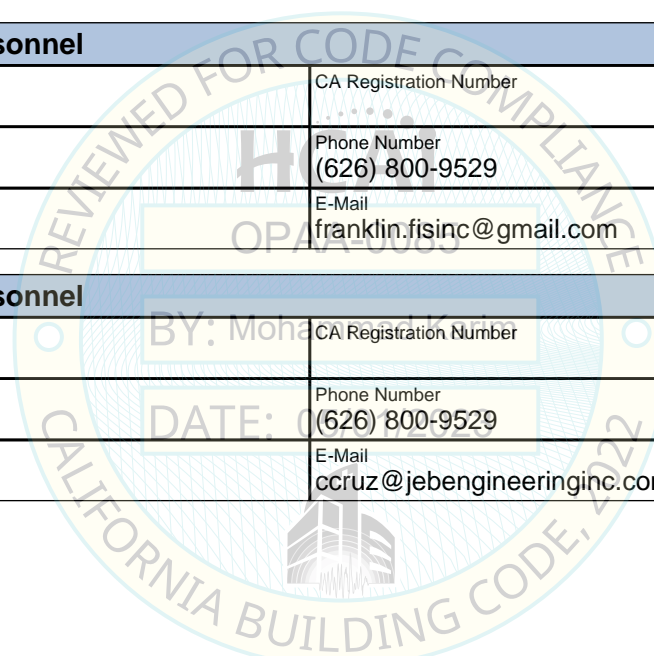 sonnel
CA Registration Number
Phone Number
(626) 800-9529
E-Mail
franklin.fisinc@gmail.com
sonnel
CA Registration Number
Phone Number
(626) 800-9529
E-Mail
ccruz@jebengineeringinc.com
REVIEWED FOR CODE COMPLIANCE
HCAi
OPAA-0085
BY: Mohammad Karim
DATE:
CALIFORNIA BUILDING CODE, 2022